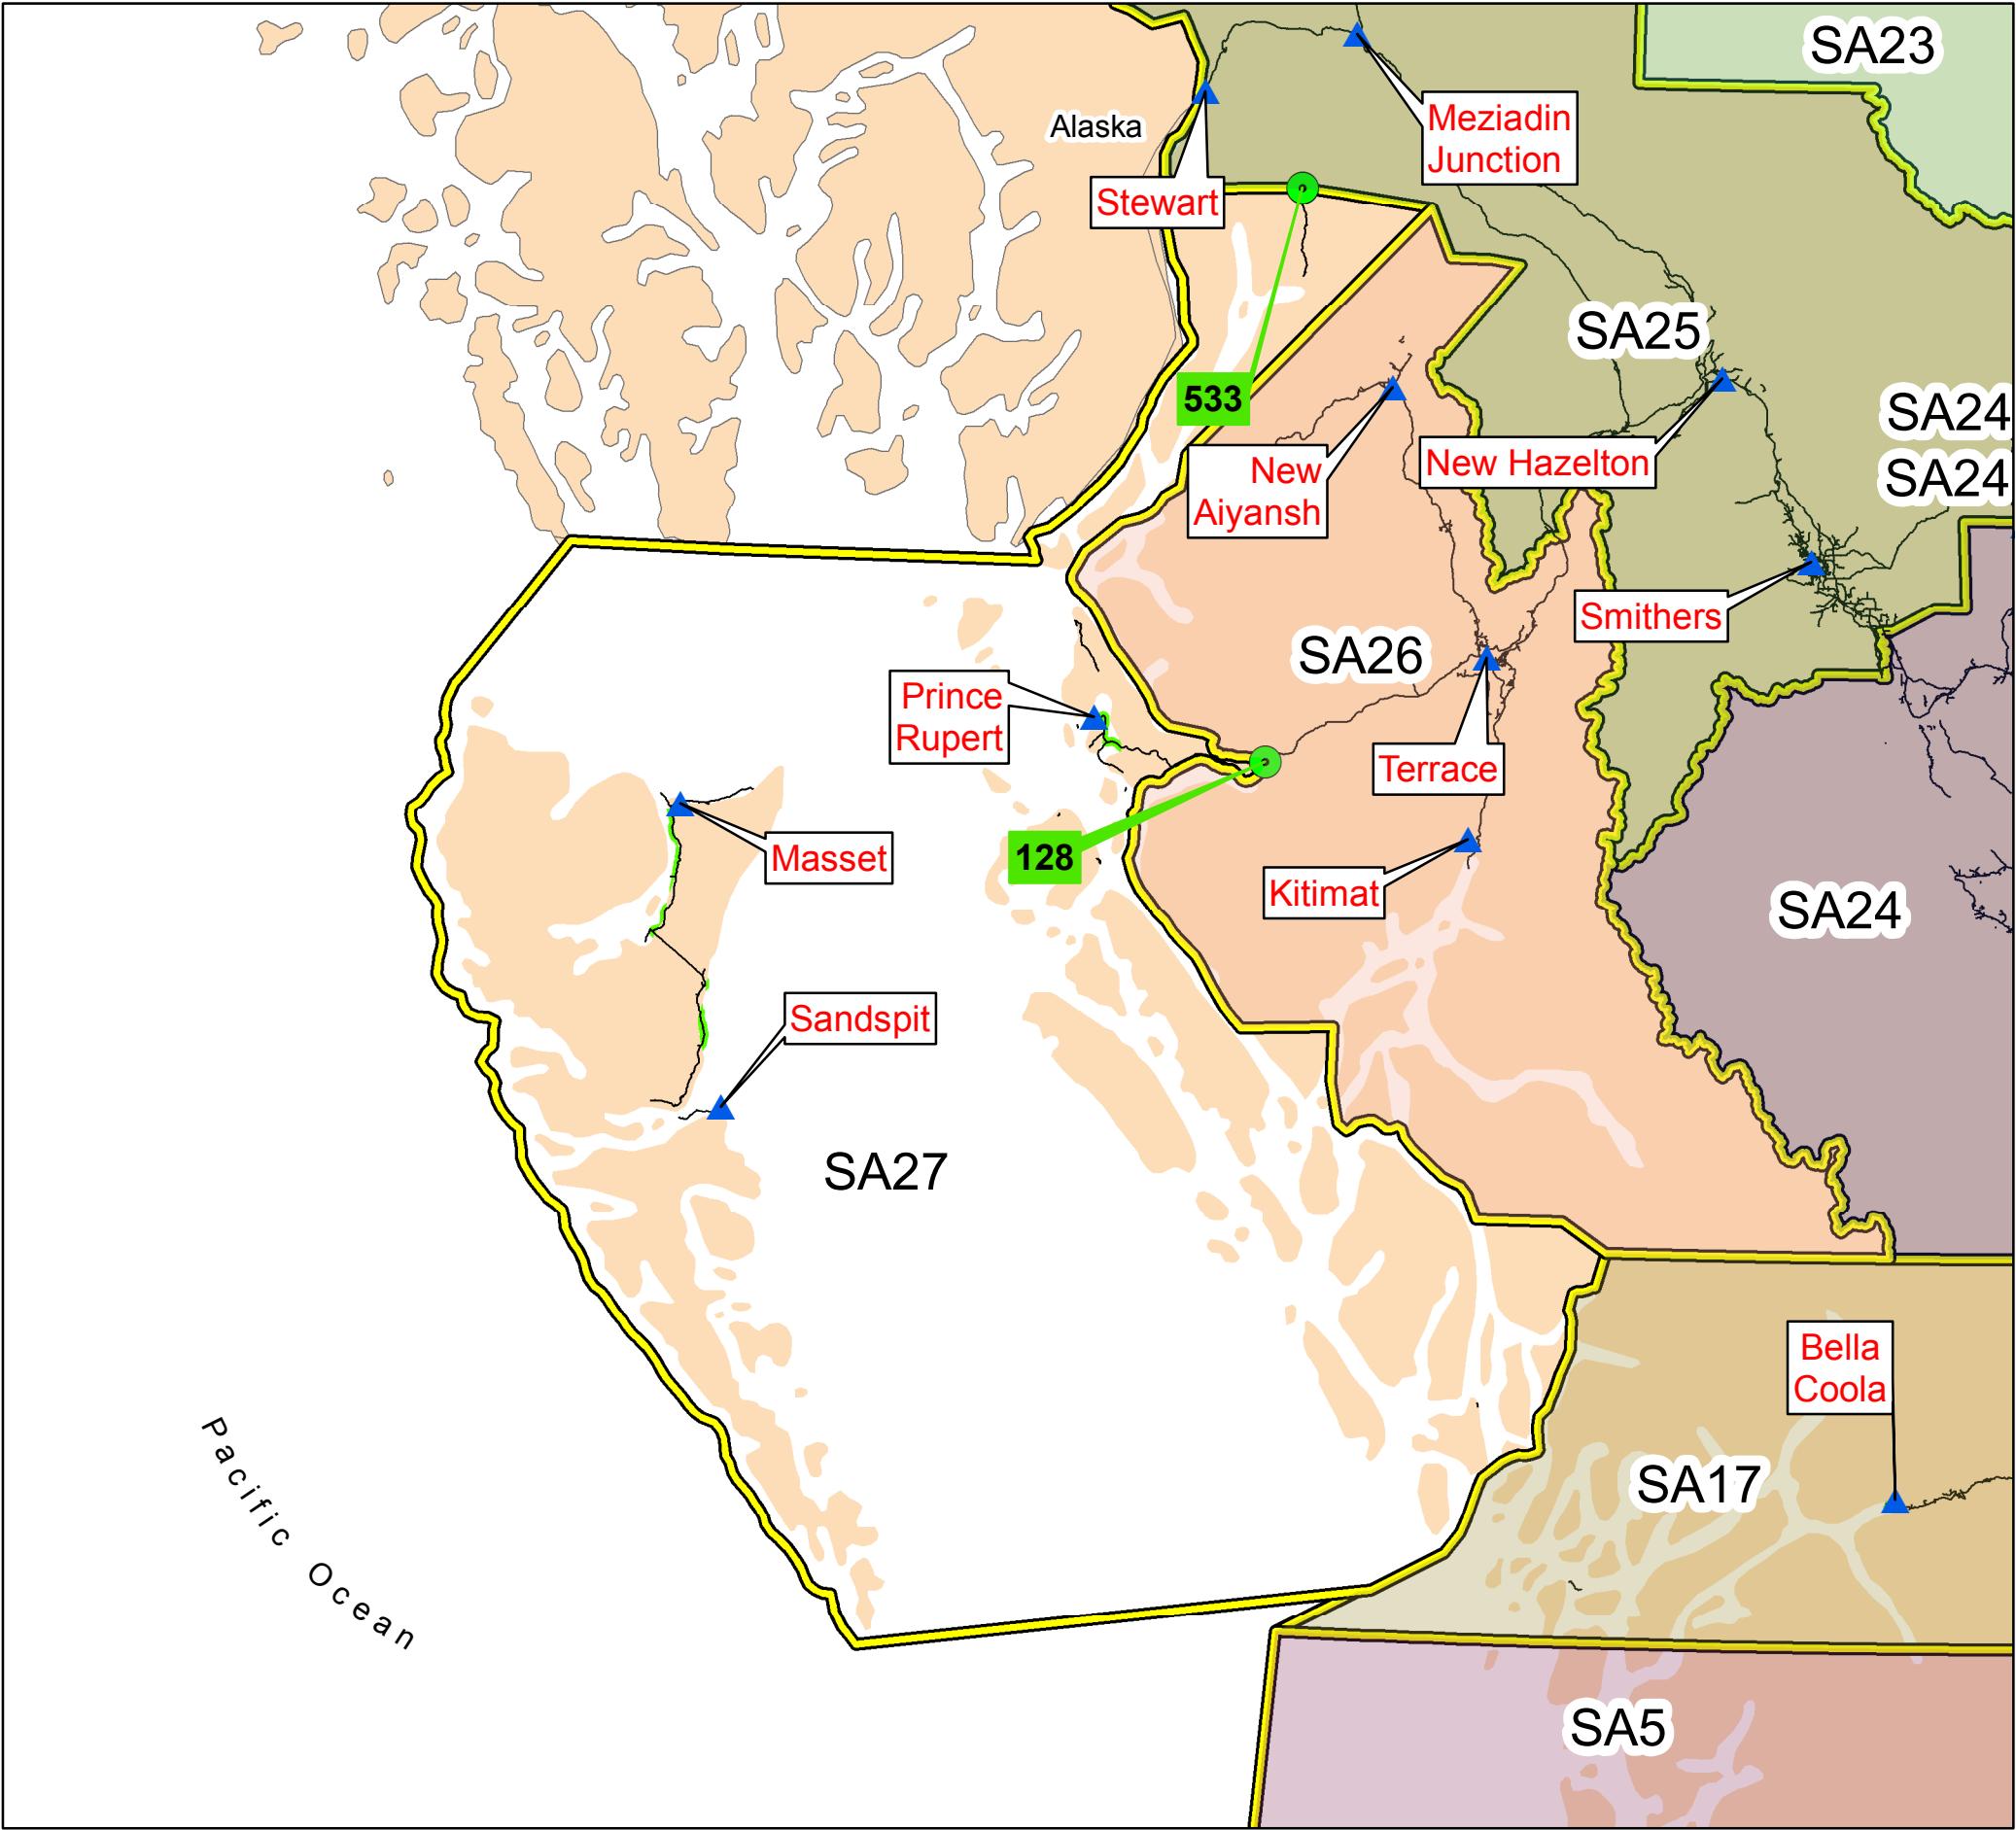 SA23
Alaska
Meziadin
Junction
Stewart
SA25
533
SA24
New Hazelton
New
Aiyansh
SA24
Smithers
SA26
Prince
Rupert
Terrace
Masset
128
Kitimat
SA24
Sandspit
SA27
Bella
Coola
Pacific Ocean
SA17
SA5